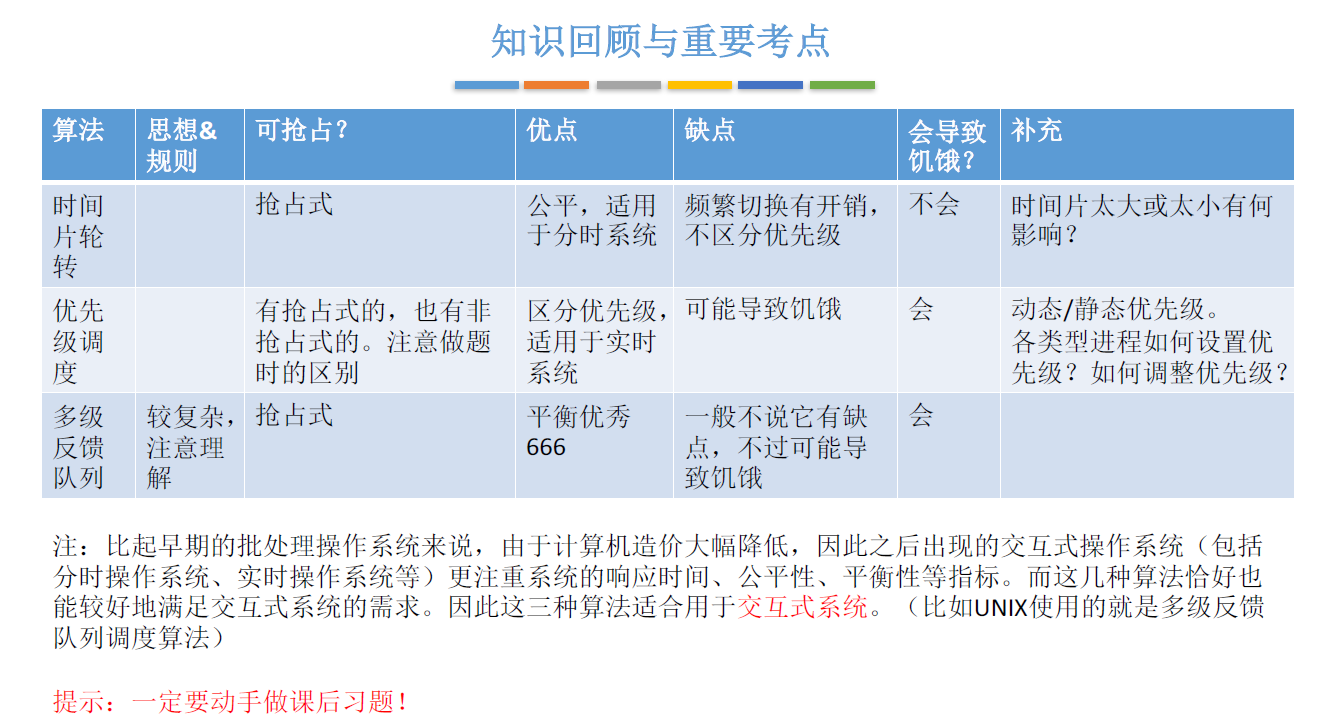 知识回顾与重要考点
算法
思想&
规则
可抢占？
优点
缺点
会导致
饥饿？
补充
时间
片轮
转
抢占式
公平，适用
于分时系统
频繁切换有开销，
不区分优先级
不会
时间片太大或太小有何
影响？
优先
级调
度
有抢占式的，也有非
抢占式的。注意做题
时的区别
区分优先级，
适用于实时
系统
可能导致饥饿
会
动态/静态优先级。
各类型进程如何设置优
先级？如何调整优先级？
多级
反馈
队列
较复杂，
注意理
解
抢占式
平衡优秀
666
一般不说它有缺
点，不过可能导
致饥饿
会
注：比起早期的批处理操作系统来说，由于计算机造价大幅降低，因此之后出现的交互式操作系统（包括
分时操作系统、实时操作系统等）更注重系统的响应时间、公平性、平衡性等指标。而这几种算法恰好也
能较好地满足交互式系统的需求。因此这三种算法适合用于交互式系统。（比如UNIX使用的就是多级反馈
队列调度算法）
提示：一定要动手做课后习题！